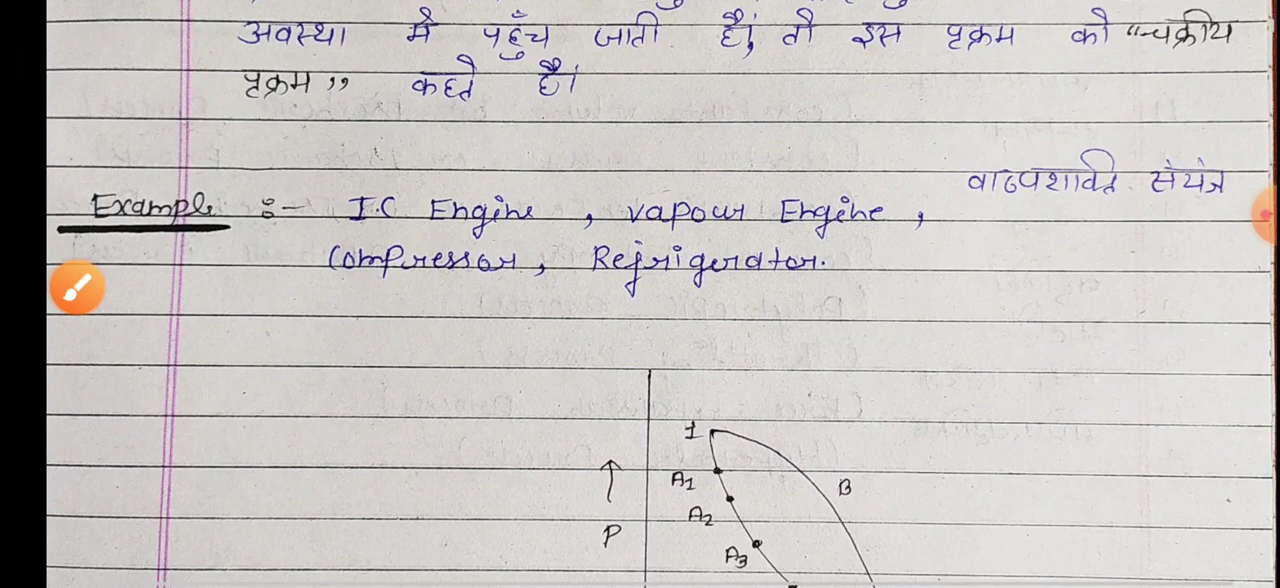 अवस्था में पहुँच जाती है, तो इस प्रक्रम को "चक्रीय
प्रक्रम" कहते है।
वाष्पशक्ति संयंत्र
Example :- I.C Engine , vapour Engine ,
Compressor, Refrigerator.
1
A1
B
A2
P
A3